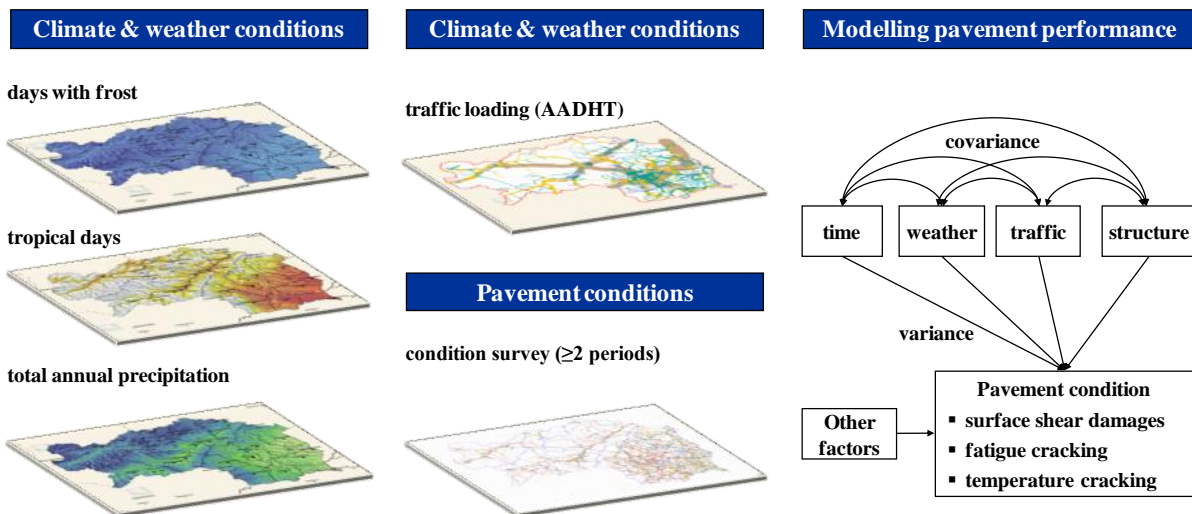 Climate & weather conditions
days with frost
tropical days
total annual precipitation
Climate & weather conditions
traffic loading (AADHT)
Pavement conditions
condition survey (≥2 periods)
Modelling pavement performance
covariance
time
weather
traffic
structure
variance
Other
factors
Pavement condition
▪ surface shear damages
▪ fatigue cracking
▪ temperature cracking